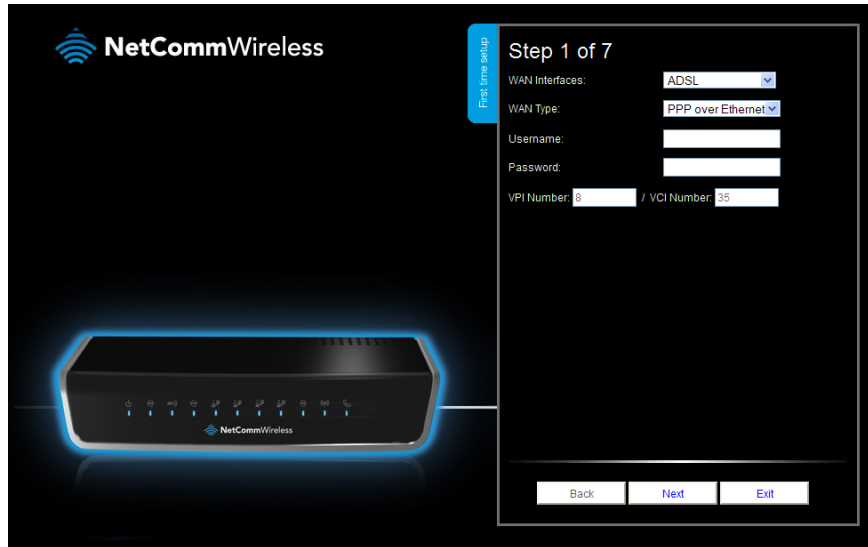 NetCommWireless
First time setup
Step 1 of 7
WAN Interfaces: ADSL
WAN Type: PPP over Ethernet
Username:
Password:
VPI Number: 8 / VCI Number: 35
NetCommWireless
Back Next Exit